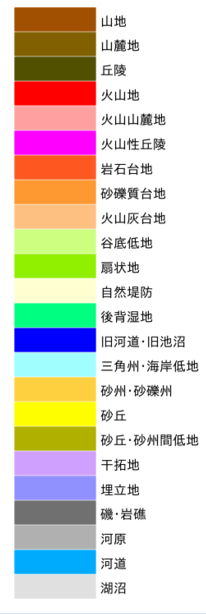 山地
山麓地
丘陵
火山地
火山山麓地
火山性丘陵
岩石台地
砂礫質台地
火山灰台地
谷底低地
扇状地
自然堤防
後背湿地
旧河道･旧池沼
三角州･海岸低地
砂州･砂礫州
砂丘
砂丘･砂州間低地
干拓地
埋立地
磯･岩礁
河原
河道
湖沼